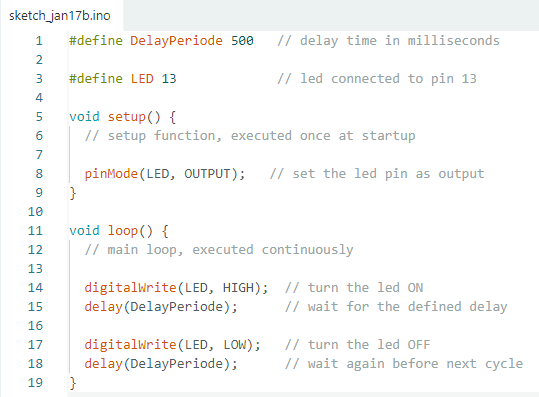 sketch_jan17b.ino
1 #define DelayPeriode 500 // delay time in milliseconds
2
3 #define LED 13 // led connected to pin 13
4
5 void setup() {
6 // setup function, executed once at startup
7
8 pinMode(LED, OUTPUT); // set the led pin as output
9 }
10
11 void loop() {
12 // main loop, executed continuously
13
14 digitalWrite(LED, HIGH); // turn the led ON
15 delay(DelayPeriode); // wait for the defined delay
16
17 digitalWrite(LED, LOW); // turn the led OFF
18 delay(DelayPeriode); // wait again before next cycle
19 }